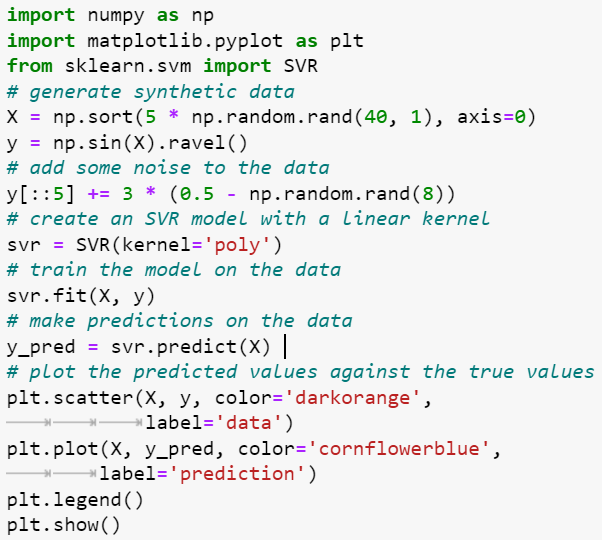 import numpy as np
import matplotlib.pyplot as plt
from sklearn.svm import SVR
# generate synthetic data
X = np.sort(5 * np.random.rand(40, 1), axis=0)
y = np.sin(X).ravel()
# add some noise to the data
y[::5] += 3 * (0.5 - np.random.rand(8))
# create an SVR model with a linear kernel
svr = SVR(kernel='poly')
# train the model on the data
svr.fit(X, y)
# make predictions on the data
y_pred = svr.predict(X)
# plot the predicted values against the true values
plt.scatter(X, y, color='darkorange',
            label='data')
plt.plot(X, y_pred, color='cornflowerblue',
        label='prediction')
plt.legend()
plt.show()